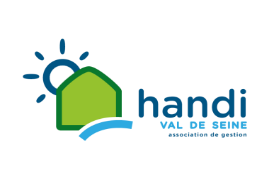 handi
VAL DE SEINE
association de gestion